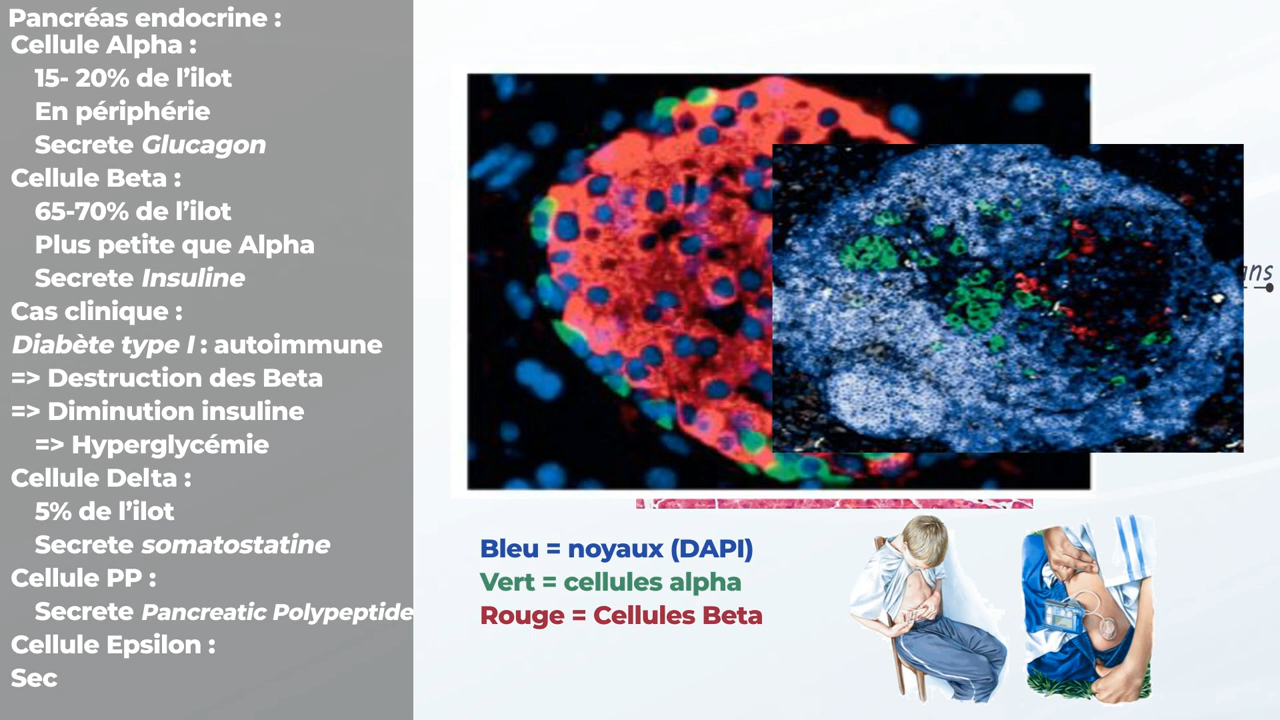 Pancréas endocrine :
Cellule Alpha :
15- 20% de l’ilot
En périphérie
Secrete Glucagon
Cellule Beta :
65-70% de l’ilot
Plus petite que Alpha
Secrete Insuline
Cas clinique :
Diabète type I : autoimmune
=> Destruction des Beta
=> Diminution insuline
=> Hyperglycémie
Cellule Delta :
5% de l’ilot
Secrete somatostatine
Cellule PP :
Secrete Pancreatic Polypeptide
Cellule Epsilon :
Sec
Bleu = noyaux (DAPI)
Vert = cellules alpha
Rouge = Cellules Beta